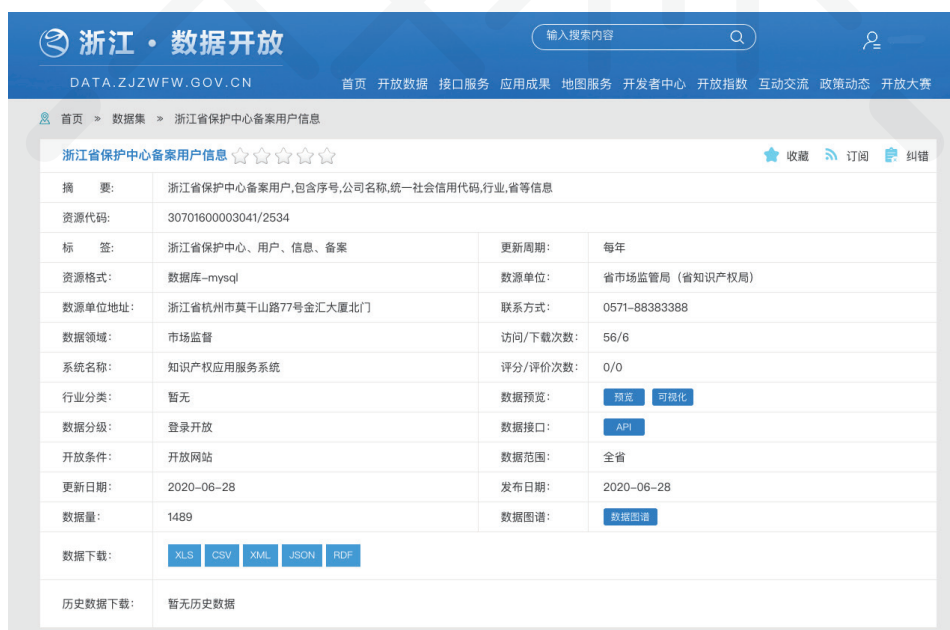 浙江 · 数据开放
输入搜索内容
DATA.ZJZWFW.GOV.CN
首页 开放数据 接口服务 应用成果 地图服务 开发者中心 开放指数 互动交流 政策动态 开放大赛
首页 » 数据集 » 浙江省保护中心备案用户信息
浙江省保护中心备案用户信息 收藏 订阅 纠错
摘 要: 浙江省保护中心备案用户,包含序号,公司名称,统一社会信用代码,行业,省等信息
资源代码: 30701600003041/2534
标 签: 浙江省保护中心、用户、信息、备案 更新周期: 每年
资源格式: 数据库-mysql 数源单位: 省市场监管局（省知识产权局）
数源单位地址: 浙江省杭州市莫干山路77号金汇大厦北门 联系方式: 0571-88383388
数据领域: 市场监督 访问/下载次数: 56/6
系统名称: 知识产权应用服务系统 评分/评价次数: 0/0
行业分类: 暂无 数据预览: 预览 可视化
数据分级: 登录开放 数据接口: API
开放条件: 开放网站 数据范围: 全省
更新日期: 2020-06-28 发布日期: 2020-06-28
数据量: 1489 数据图谱: 数据图谱
数据下载: XLS CSV XML JSON RDF
历史数据下载: 暂无历史数据